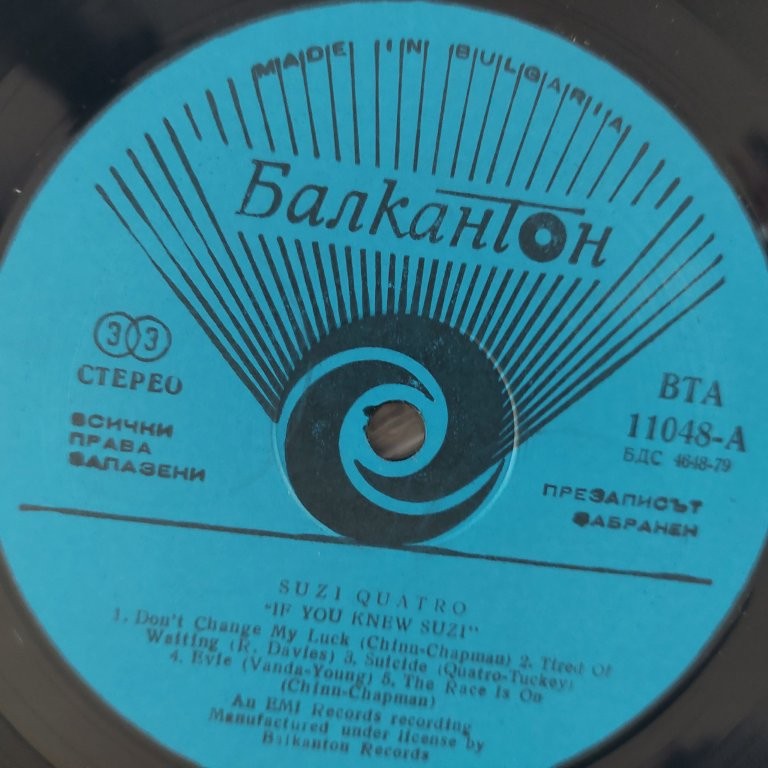 MADE IN BULGARIA
Балкантон
33
СТЕРЕО
ВСИЧКИ
ПРАВА
ЗАПАЗЕНИ
ВТА
11048-А
БДС 4648-79
ПРЕЗАПИСЪТ
ЗАБРАНЕН
SUZI QUATRO
"IF YOU KNEW SUZI"
1. Don't Change My Luck (Chinn-Chapman) 2. Tired Of
Waiting (R. Davies) 3. Suicide (Quatro-Tuckey)
4. Evie (Vanda-Young) 5. The Race is On
(Chinn-Chapman)
An EMI Records recording
Manufactured under license by
Balkanton Records